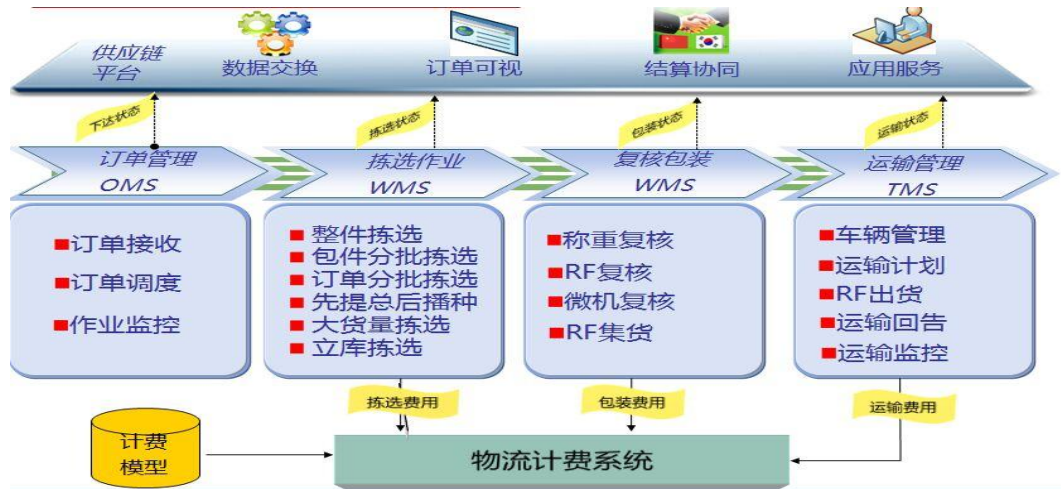 供应链
平台
数据交换
订单可视
结算协同
应用服务
下达状态
拣选状态
包装状态
运输状态
订单管理
OMS
拣选作业
WMS
复核包装
WMS
运输管理
TMS
订单接收
订单调度
作业监控
整件拣选
包件分批拣选
订单分批拣选
先提总后播种
大货量拣选
立库拣选
称重复核
RF复核
微机复核
RF集货
车辆管理
运输计划
RF出货
运输回告
运输监控
拣选费用
包装费用
运输费用
计费
模型
物流计费系统